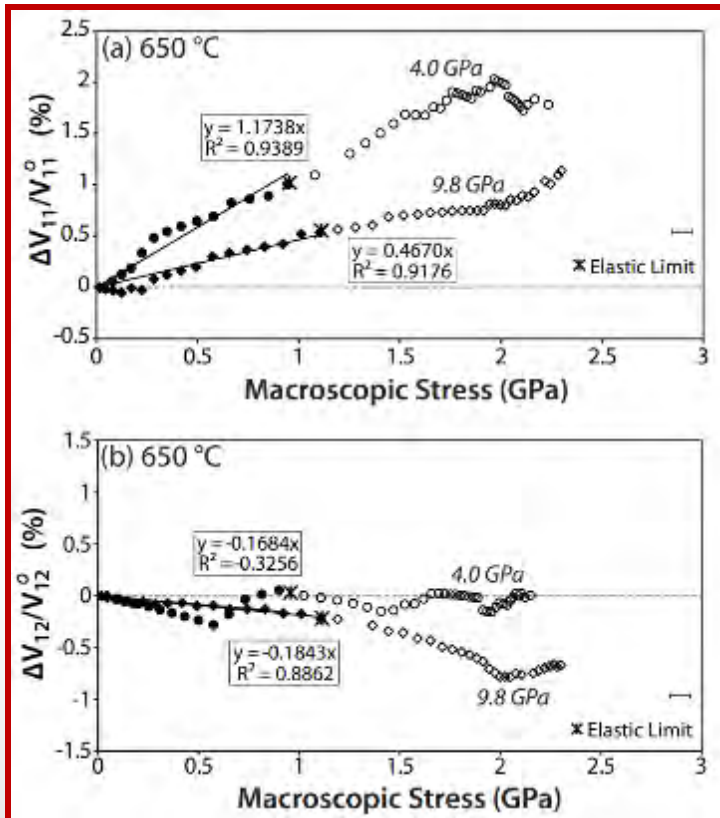 (a) 650 °C
4.0 GPa
y = 1.1738x
R² = 0.9389
9.8 GPa
y = 0.4670x
R² = 0.9176
Elastic Limit
ΔV₁₁/V₁₁° (%)
2.5
2
1.5
1
0.5
0
-0.5
0 0.5 1 1.5 2 2.5 3
Macroscopic Stress (GPa)
(b) 650 °C
y = -0.1684x
R² = -0.3256
4.0 GPa
y = -0.1843x
R² = 0.8862
9.8 GPa
Elastic Limit
ΔV₁₂/V₁₂° (%)
1.5
1
0.5
0
-0.5
-1
-1.5
0 0.5 1 1.5 2 2.5 3
Macroscopic Stress (GPa)